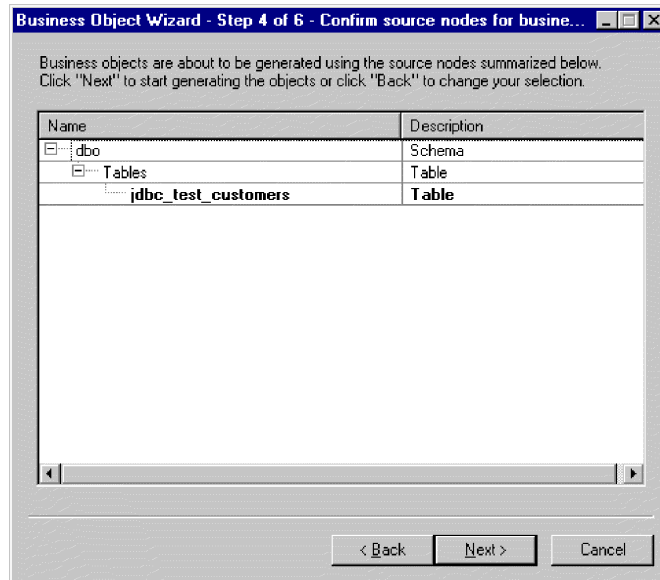 Business Object Wizard - Step 4 of 6 - Confirm source nodes for busine...
Business objects are about to be generated using the source nodes summarized below.
Click "Next" to start generating the objects or click "Back" to change your selection.
Name Description
dbo Schema
Tables Table
jdbc_test_customers Table
< Back Next > Cancel